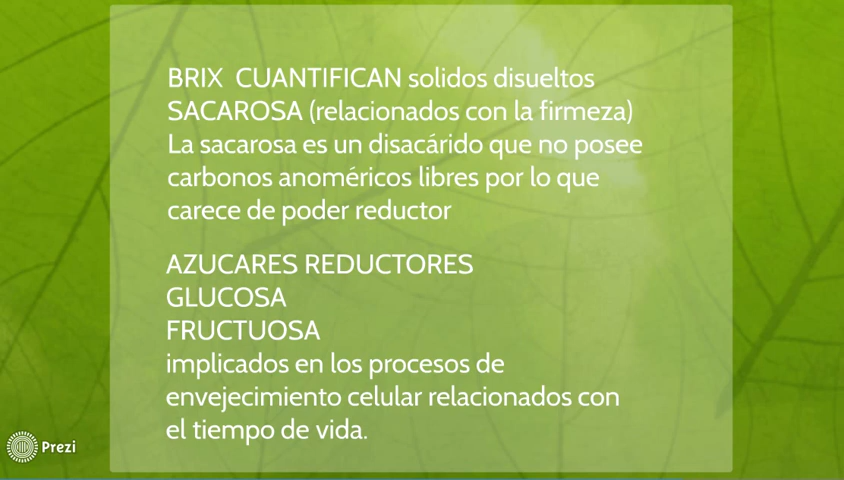 BRIX CUANTIFICAN solidos disueltos
SACAROSA (relacionados con la firmeza)
La sacarosa es un disacárido que no posee
carbonos anoméricos libres por lo que
carece de poder reductor
AZUCARES REDUCTORES
GLUCOSA
FRUCTUOSA
implicados en los procesos de
envejecimiento celular relacionados con
el tiempo de vida.
Prezi